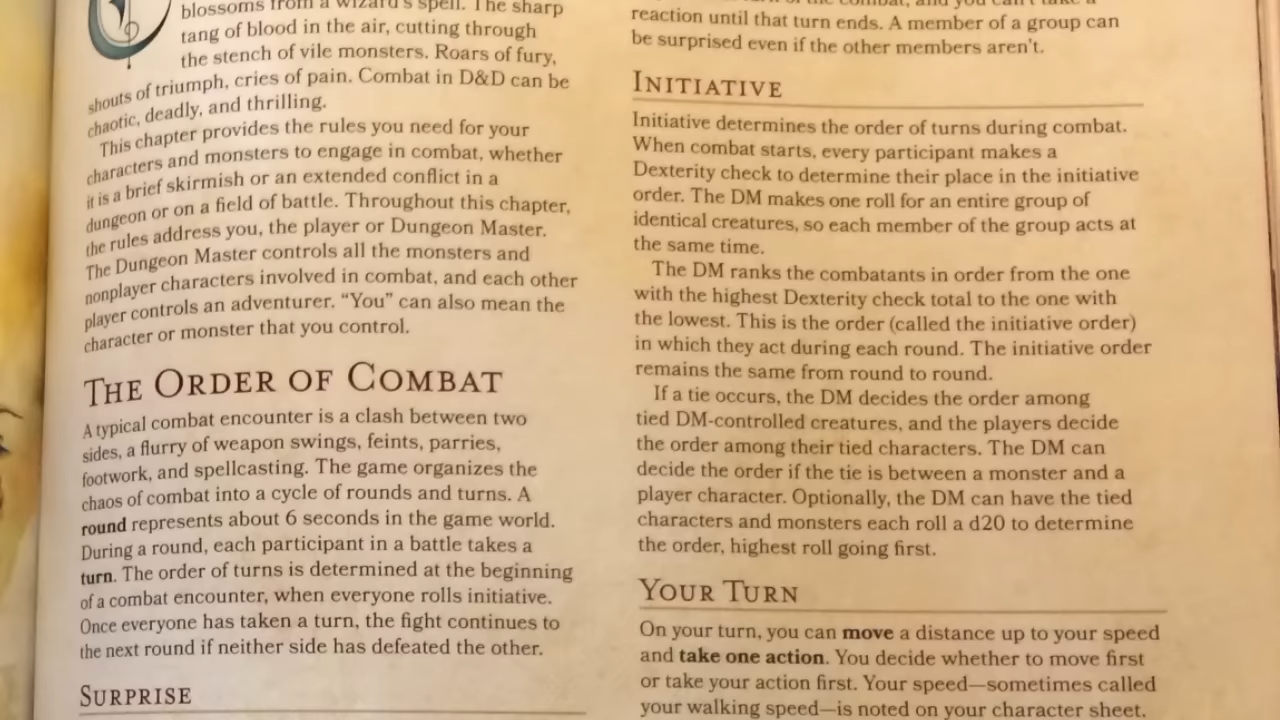 blossoms from a wizard's spell. The sharp
tang of blood in the air, cutting through
the stench of vile monsters. Roars of fury,
shouts of triumph, cries of pain. Combat in D&D can be
chaotic, deadly, and thrilling.
This chapter provides the rules you need for your
characters and monsters to engage in combat, whether
it is a brief skirmish or an extended conflict in a
dungeon or on a field of battle. Throughout this chapter,
the rules address you, the player or Dungeon Master.
The Dungeon Master controls all the monsters and
nonplayer characters involved in combat, and each other
player controls an adventurer. “You” can also mean the
character or monster that you control.
THE ORDER OF COMBAT
A typical combat encounter is a clash between two
sides, a flurry of weapon swings, feints, parries,
footwork, and spellcasting. The game organizes the
chaos of combat into a cycle of rounds and turns. A
round represents about 6 seconds in the game world.
During a round, each participant in a battle takes a
turn. The order of turns is determined at the beginning
of a combat encounter, when everyone rolls initiative.
Once everyone has taken a turn, the fight continues to
the next round if neither side has defeated the other.
SURPRISE
turn of the combat, and you can't take a
reaction until that turn ends. A member of a group can
be surprised even if the other members aren't.
INITIATIVE
Initiative determines the order of turns during combat.
When combat starts, every participant makes a
Dexterity check to determine their place in the initiative
order. The DM makes one roll for an entire group of
identical creatures, so each member of the group acts at
the same time.
The DM ranks the combatants in order from the one
with the highest Dexterity check total to the one with
the lowest. This is the order (called the initiative order)
in which they act during each round. The initiative order
remains the same from round to round.
If a tie occurs, the DM decides the order among
tied DM-controlled creatures, and the players decide
the order among their tied characters. The DM can
decide the order if the tie is between a monster and a
player character. Optionally, the DM can have the tied
characters and monsters each roll a d20 to determine
the order, highest roll going first.
YOUR TURN
On your turn, you can move a distance up to your speed
and take one action. You decide whether to move first
or take your action first. Your speed—sometimes called
your walking speed—is noted on your character sheet.